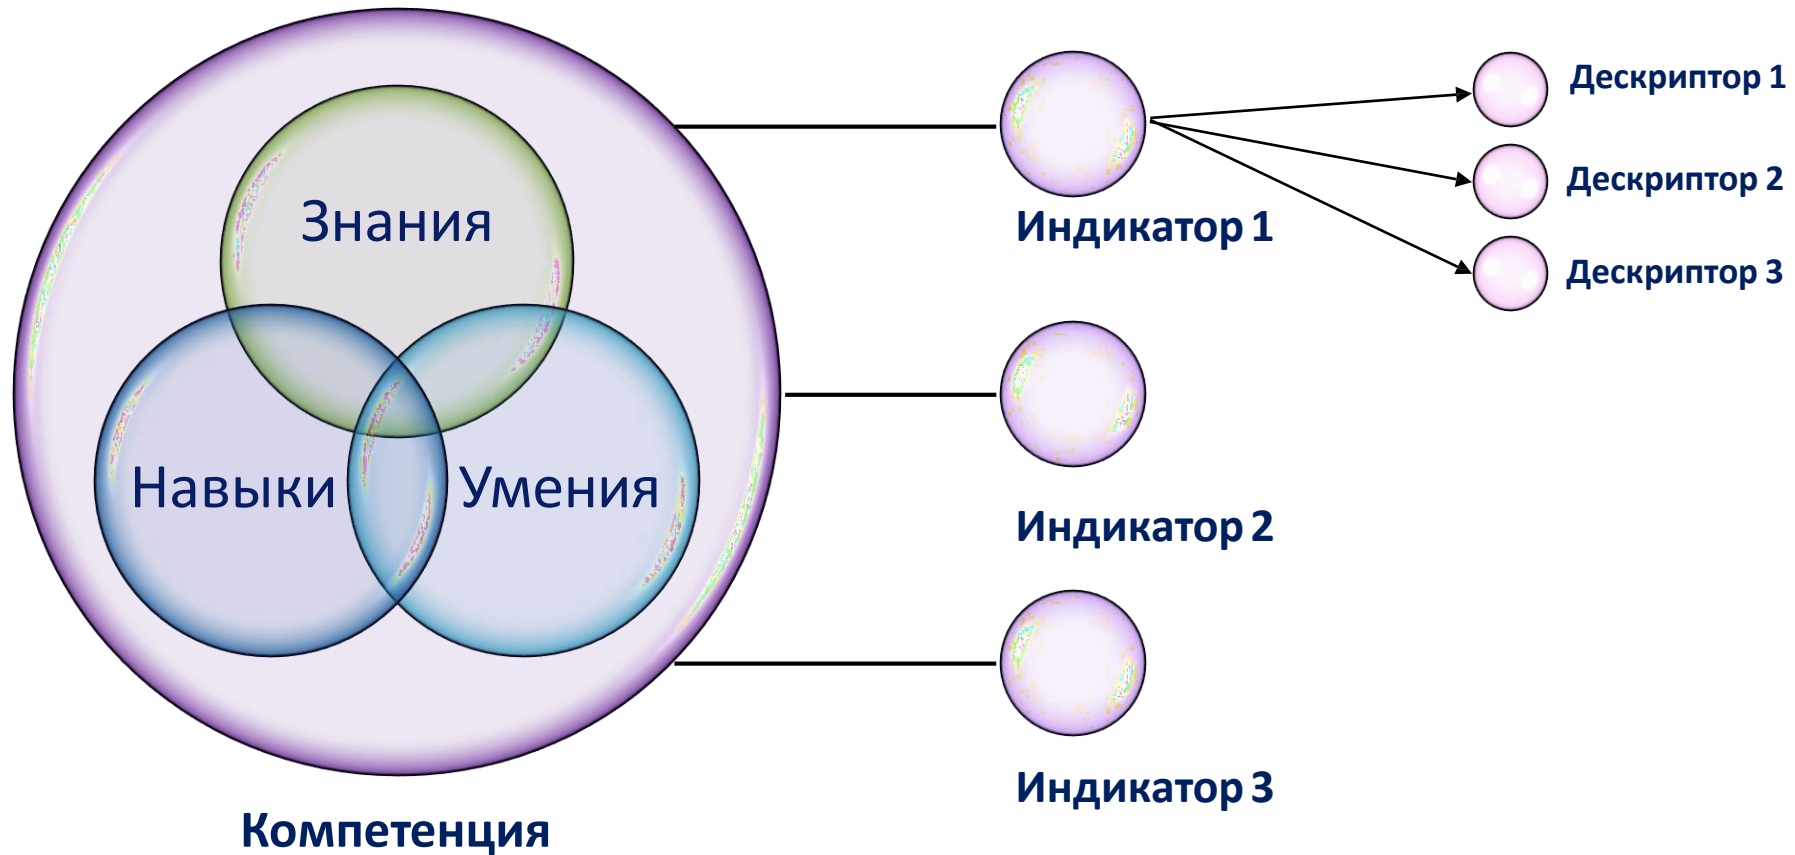 Знания
Навыки
Умения
Компетенция
Индикатор 1
Индикатор 2
Индикатор 3
Дескриптор 1
Дескриптор 2
Дескриптор 3